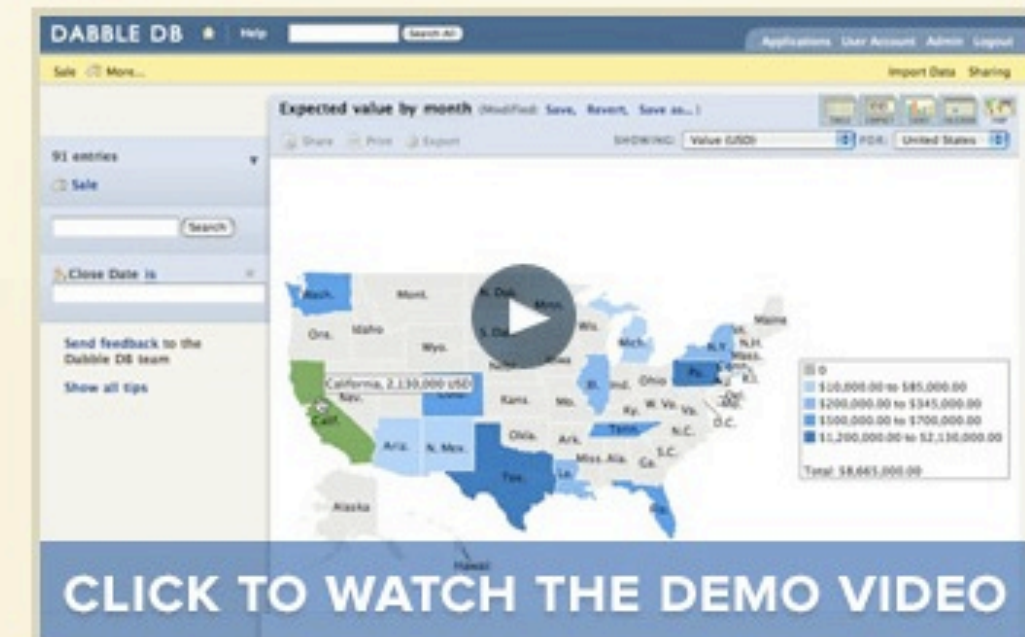 DABBLE DB Help Search All
Applications User Account Admin Logout
Sale More... Import Data Sharing
Expected value by month (Modified: Save, Revert, Save as...)
Share Print Export SHOWING: Value (USD) FOR: United States
91 entries
Sale
Search
Close Date is
Send feedback to the
Dabble DB team
Show all tips
Wash. Mont. N. Dak. Minn.
Ore. Idaho Wyo. S. Dak. Wis. Mich. N.Y. Maine
N.H.
Mass.
Iowa
California, 2,130,000 USD
Nav. Colo. Kans. Mo. Ill. Ind. Ohio Pa. R.I.
Calif. Ky. W. Va. Va. D.C.
Ariz. N. Mex. Okla. Ark. Tenn. N.C.
Miss. Ala. Ga. S.C.
Tex. La.
Alaska Fla.
Hawaii
0
$10,000.00 to $85,000.00
$200,000.00 to $345,000.00
$500,000.00 to $700,000.00
$1,200,000.00 to $2,130,000.00
Total: $8,665,000.00
CLICK TO WATCH THE DEMO VIDEO